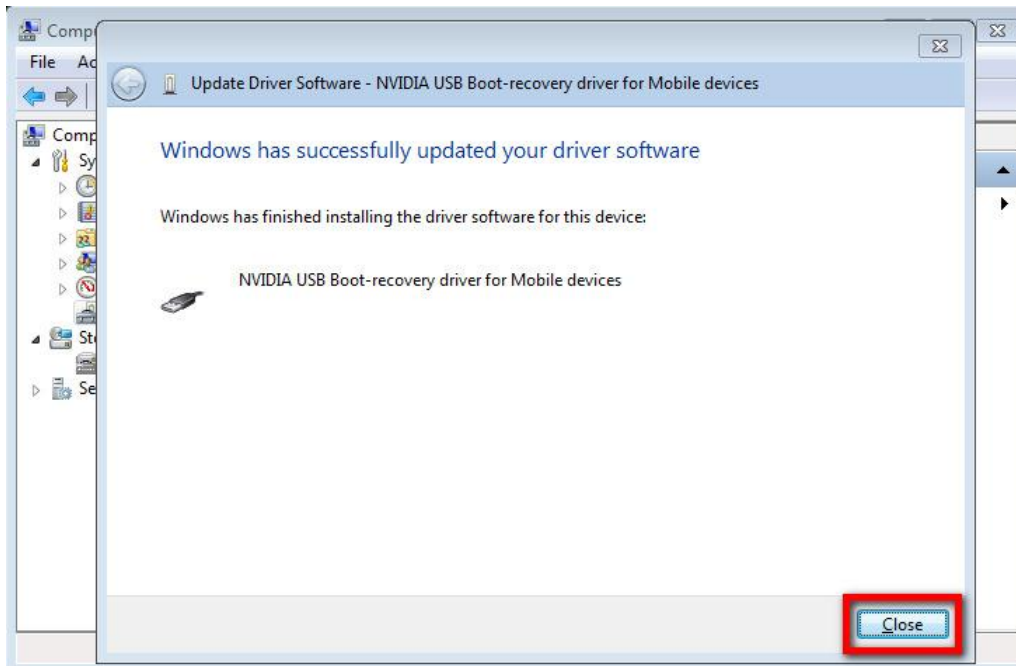 Comp
File Ac
Update Driver Software - NVIDIA USB Boot-recovery driver for Mobile devices
Comp
Sy
Windows has successfully updated your driver software
Windows has finished installing the driver software for this device:
NVIDIA USB Boot-recovery driver for Mobile devices
Sto
Se
Close